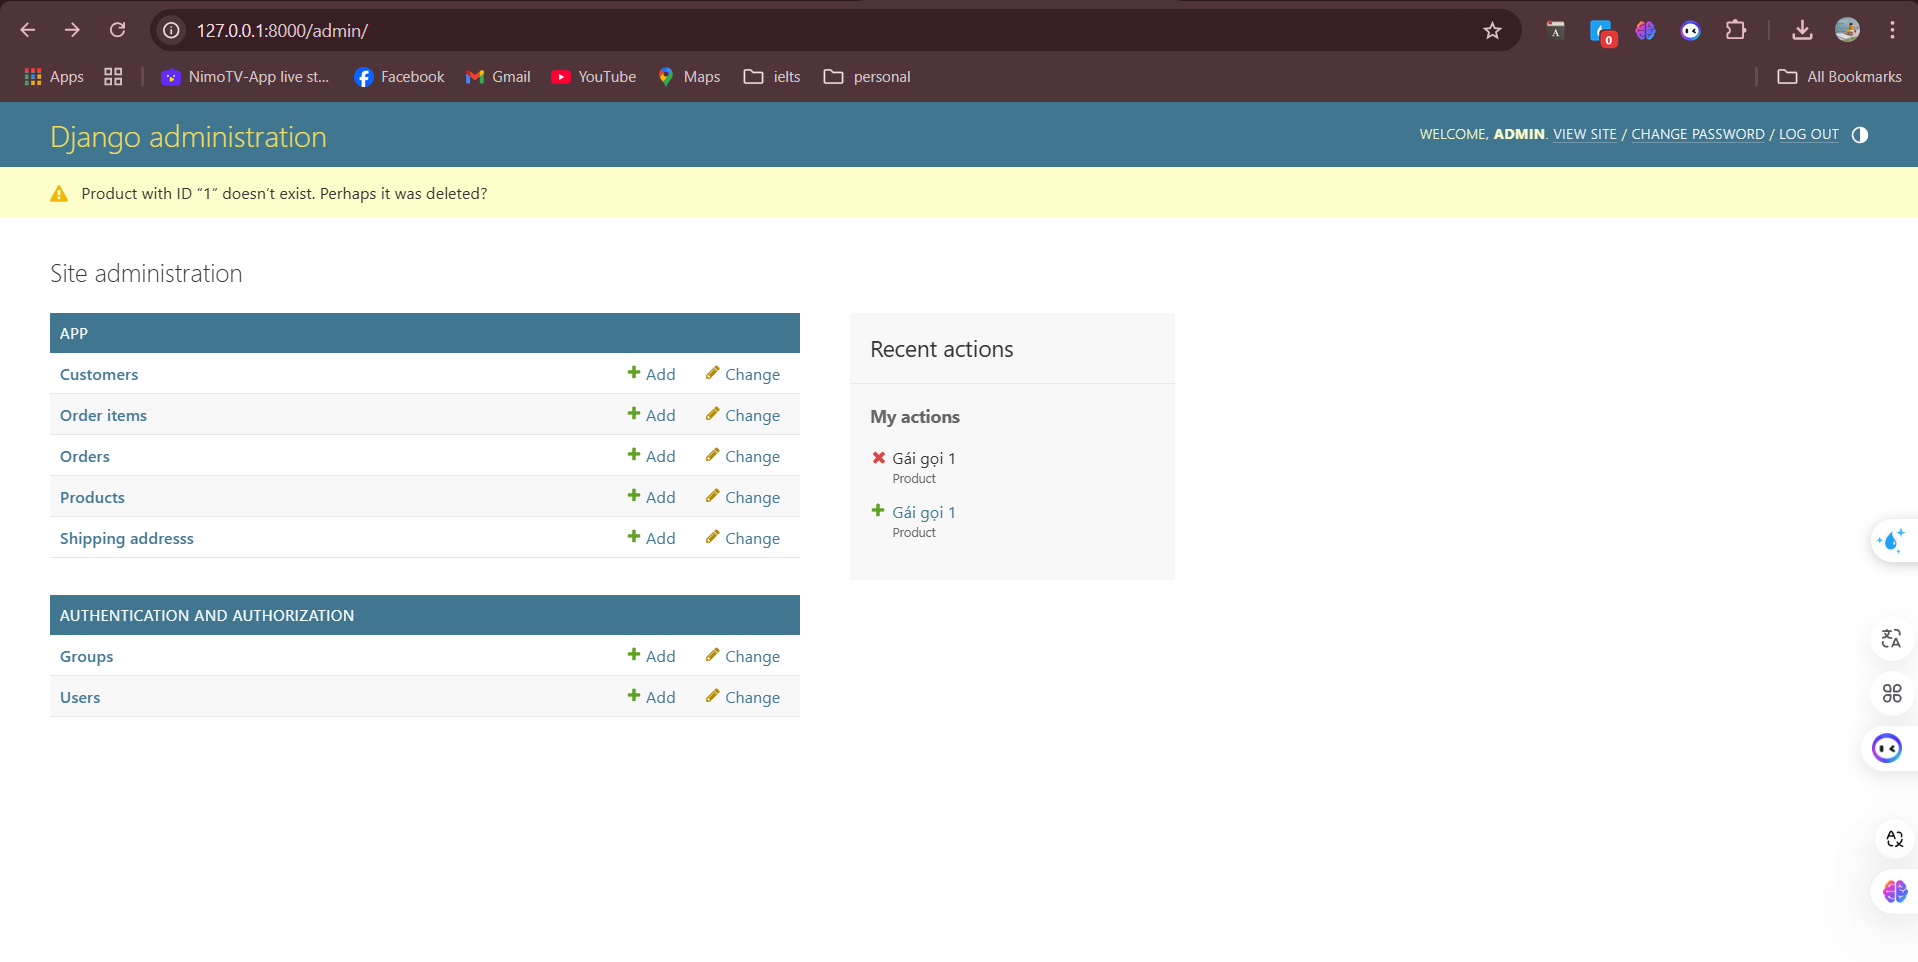 127.0.0.1:8000/admin/
A
0
Apps
NimoTV-App live st...
Facebook
Gmail
YouTube
Maps
ielts
personal
All Bookmarks
Django administration
WELCOME, ADMIN. VIEW SITE / CHANGE PASSWORD / LOG OUT
Product with ID “1” doesn’t exist. Perhaps it was deleted?
Site administration
APP
Customers Add Change
Order items Add Change
Orders Add Change
Products Add Change
Shipping addresss Add Change
AUTHENTICATION AND AUTHORIZATION
Groups Add Change
Users Add Change
Recent actions
My actions
Gái gọi 1
Product
Gái gọi 1
Product